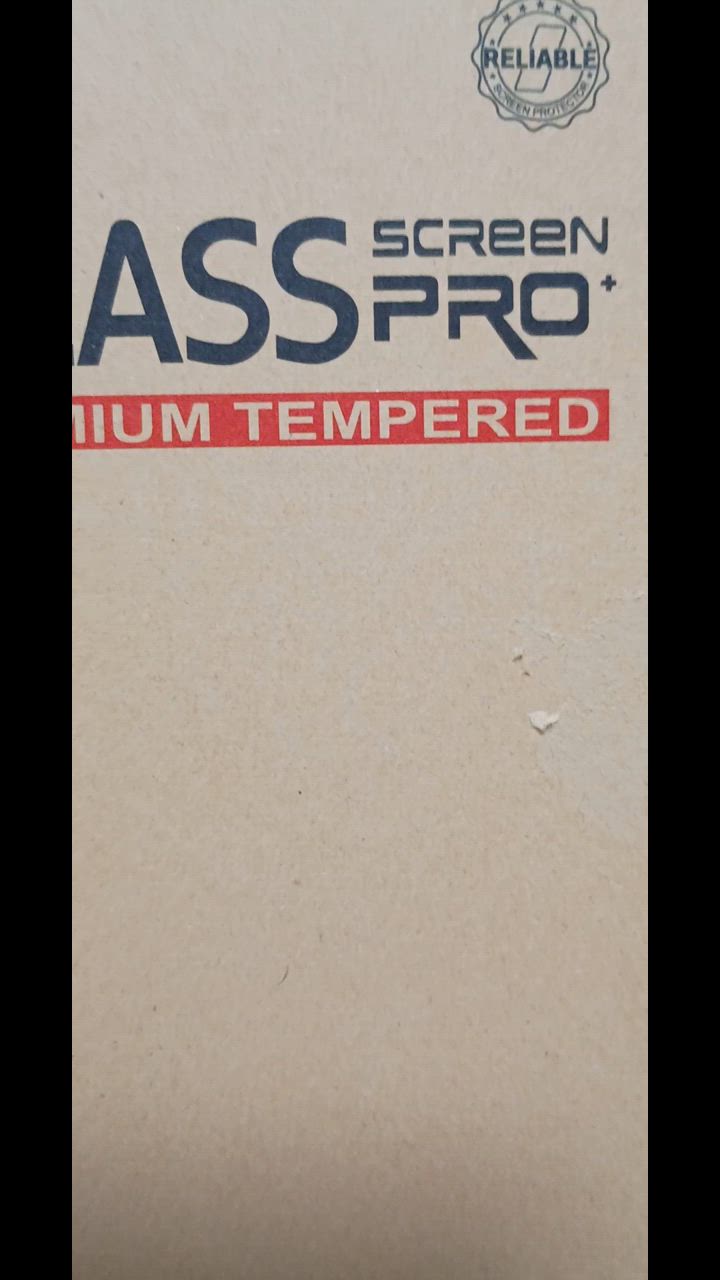 RELIABLE
SCREEN PROTECTOR
ASS SCREEN
PRO+
MIUM TEMPERED